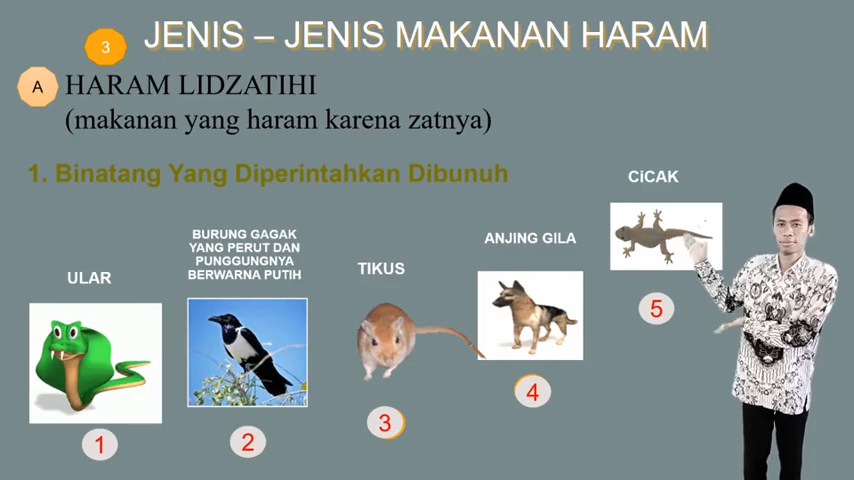 3
JENIS – JENIS MAKANAN HARAM
A
HARAM LIDZATIHI
(makanan yang haram karena zatnya)
1. Binatang Yang Diperintahkan Dibunuh
ULAR
1
BURUNG GAGAK
YANG PERUT DAN
PUNGGUNGNYA
BERWARNA PUTIH
2
TIKUS
3
ANJING GILA
4
CiCAK
5